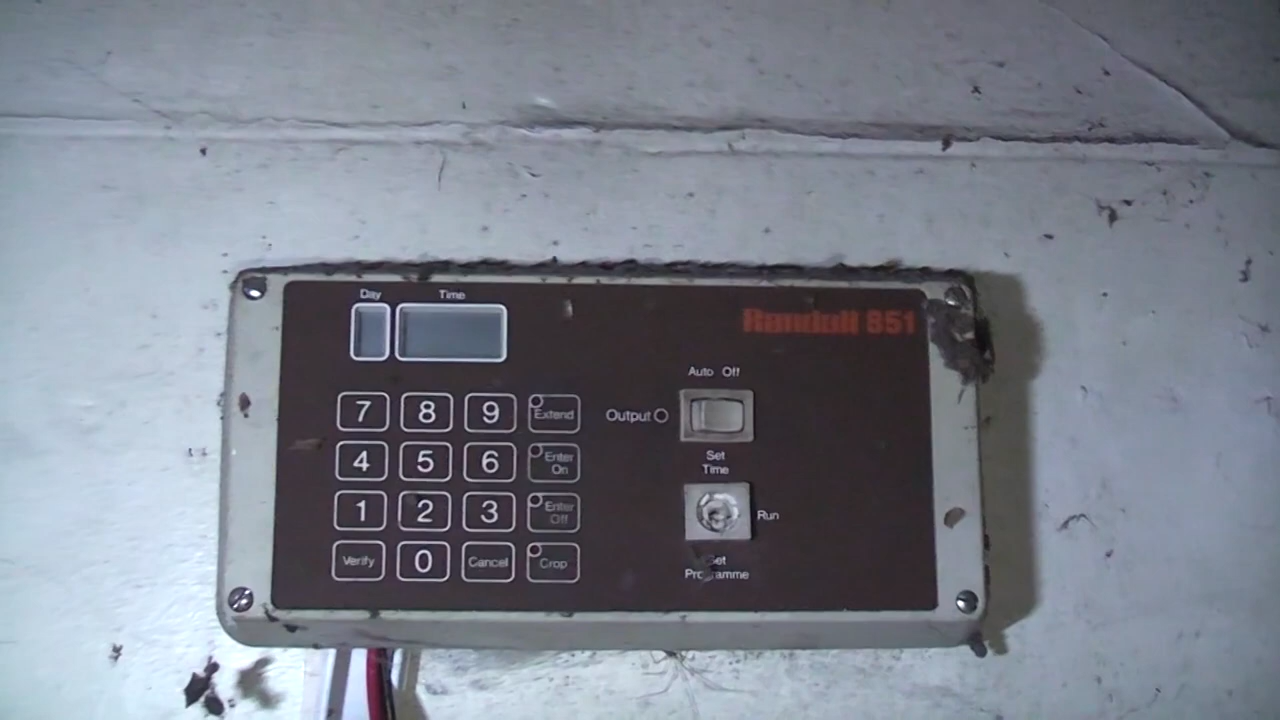 Day Time
Randall 851
Auto Off
7 8 9 Extend
Output
4 5 6 Enter On
Set Time
1 2 3 Enter Off
Run
Verify 0 Cancel Crop
Set
Programme